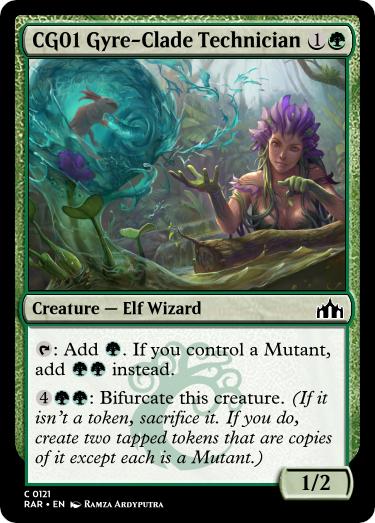 CG01 Gyre-Clade Technician 1
Creature — Elf Wizard
: Add . If you control a Mutant,
add instead.
4 : Bifurcate this creature. (If it
isn't a token, sacrifice it. If you do,
create two tapped tokens that are copies
of it except each is a Mutant.)
1/2
C 0121
RAR • EN Ramza Ardyputra